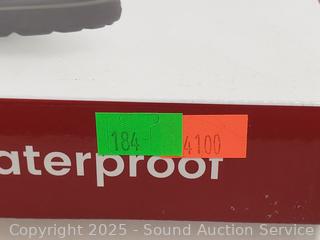 184-
4100
aterproof
Copyright 2025 - Sound Auction Service